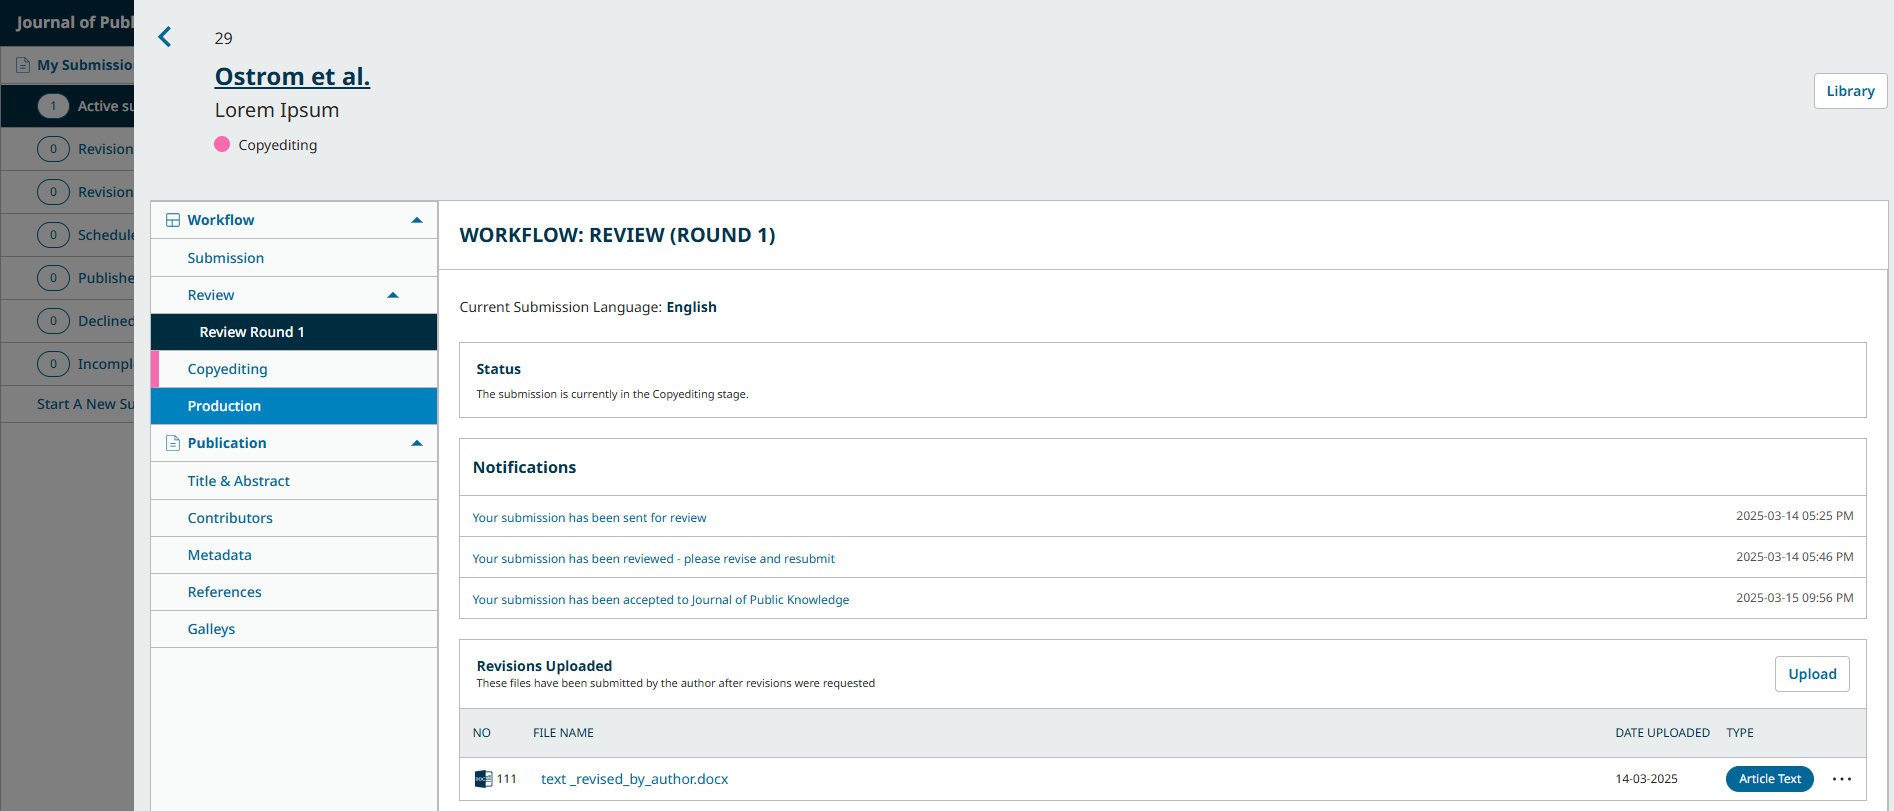 Journal of Publ
29
Ostrom et al.
Lorem Ipsum
Copyediting
Library
My Submissio
1 Active su
0 Revision
0 Revision
0 Schedule
0 Publishe
0 Declined
0 Incompl
Start A New Su
Workflow
Submission
Review
Review Round 1
Copyediting
Production
Publication
Title & Abstract
Contributors
Metadata
References
Galleys
WORKFLOW: REVIEW (ROUND 1)
Current Submission Language: English
Status
The submission is currently in the Copyediting stage.
Notifications
Your submission has been sent for review 2025-03-14 05:25 PM
Your submission has been reviewed - please revise and resubmit 2025-03-14 05:46 PM
Your submission has been accepted to Journal of Public Knowledge 2025-03-15 09:56 PM
Revisions Uploaded
These files have been submitted by the author after revisions were requested
Upload
NO FILE NAME DATE UPLOADED TYPE
111 text _revised_by_author.docx 14-03-2025 Article Text ...